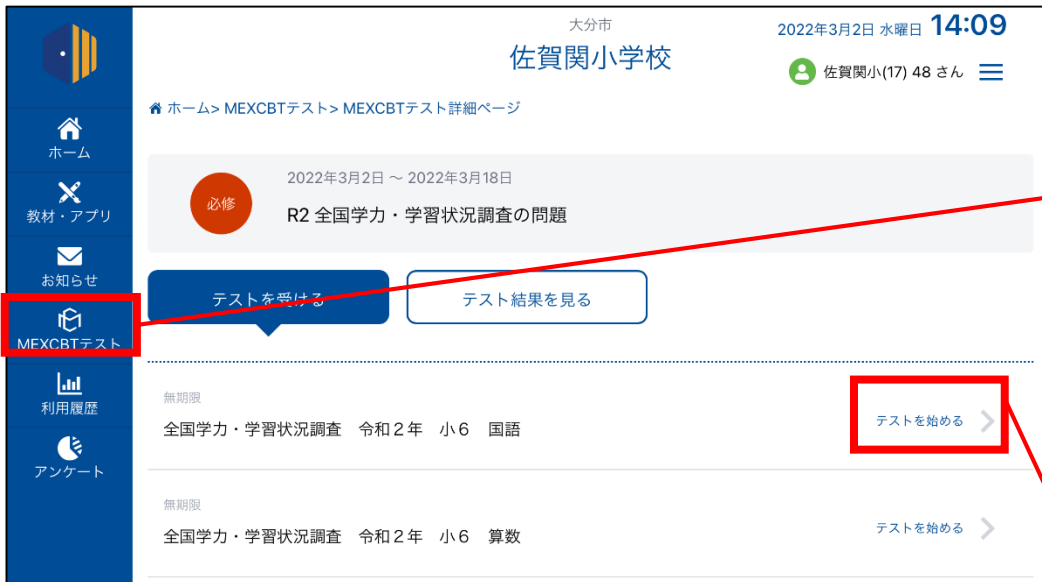 大分市
佐賀関小学校
2022年3月2日 水曜日 14:09
佐賀関小(17) 48 さん
ホーム> MEXCBTテスト> MEXCBTテスト詳細ページ
ホーム
教材・アプリ
お知らせ
MEXCBTテスト
利用履歴
アンケート
必修
2022年3月2日 ~ 2022年3月18日
R2 全国学力・学習状況調査の問題
テストを受ける
テスト結果を見る
無期限
全国学力・学習状況調査 令和２年 小６ 国語
テストを始める
無期限
全国学力・学習状況調査 令和２年 小６ 算数
テストを始める